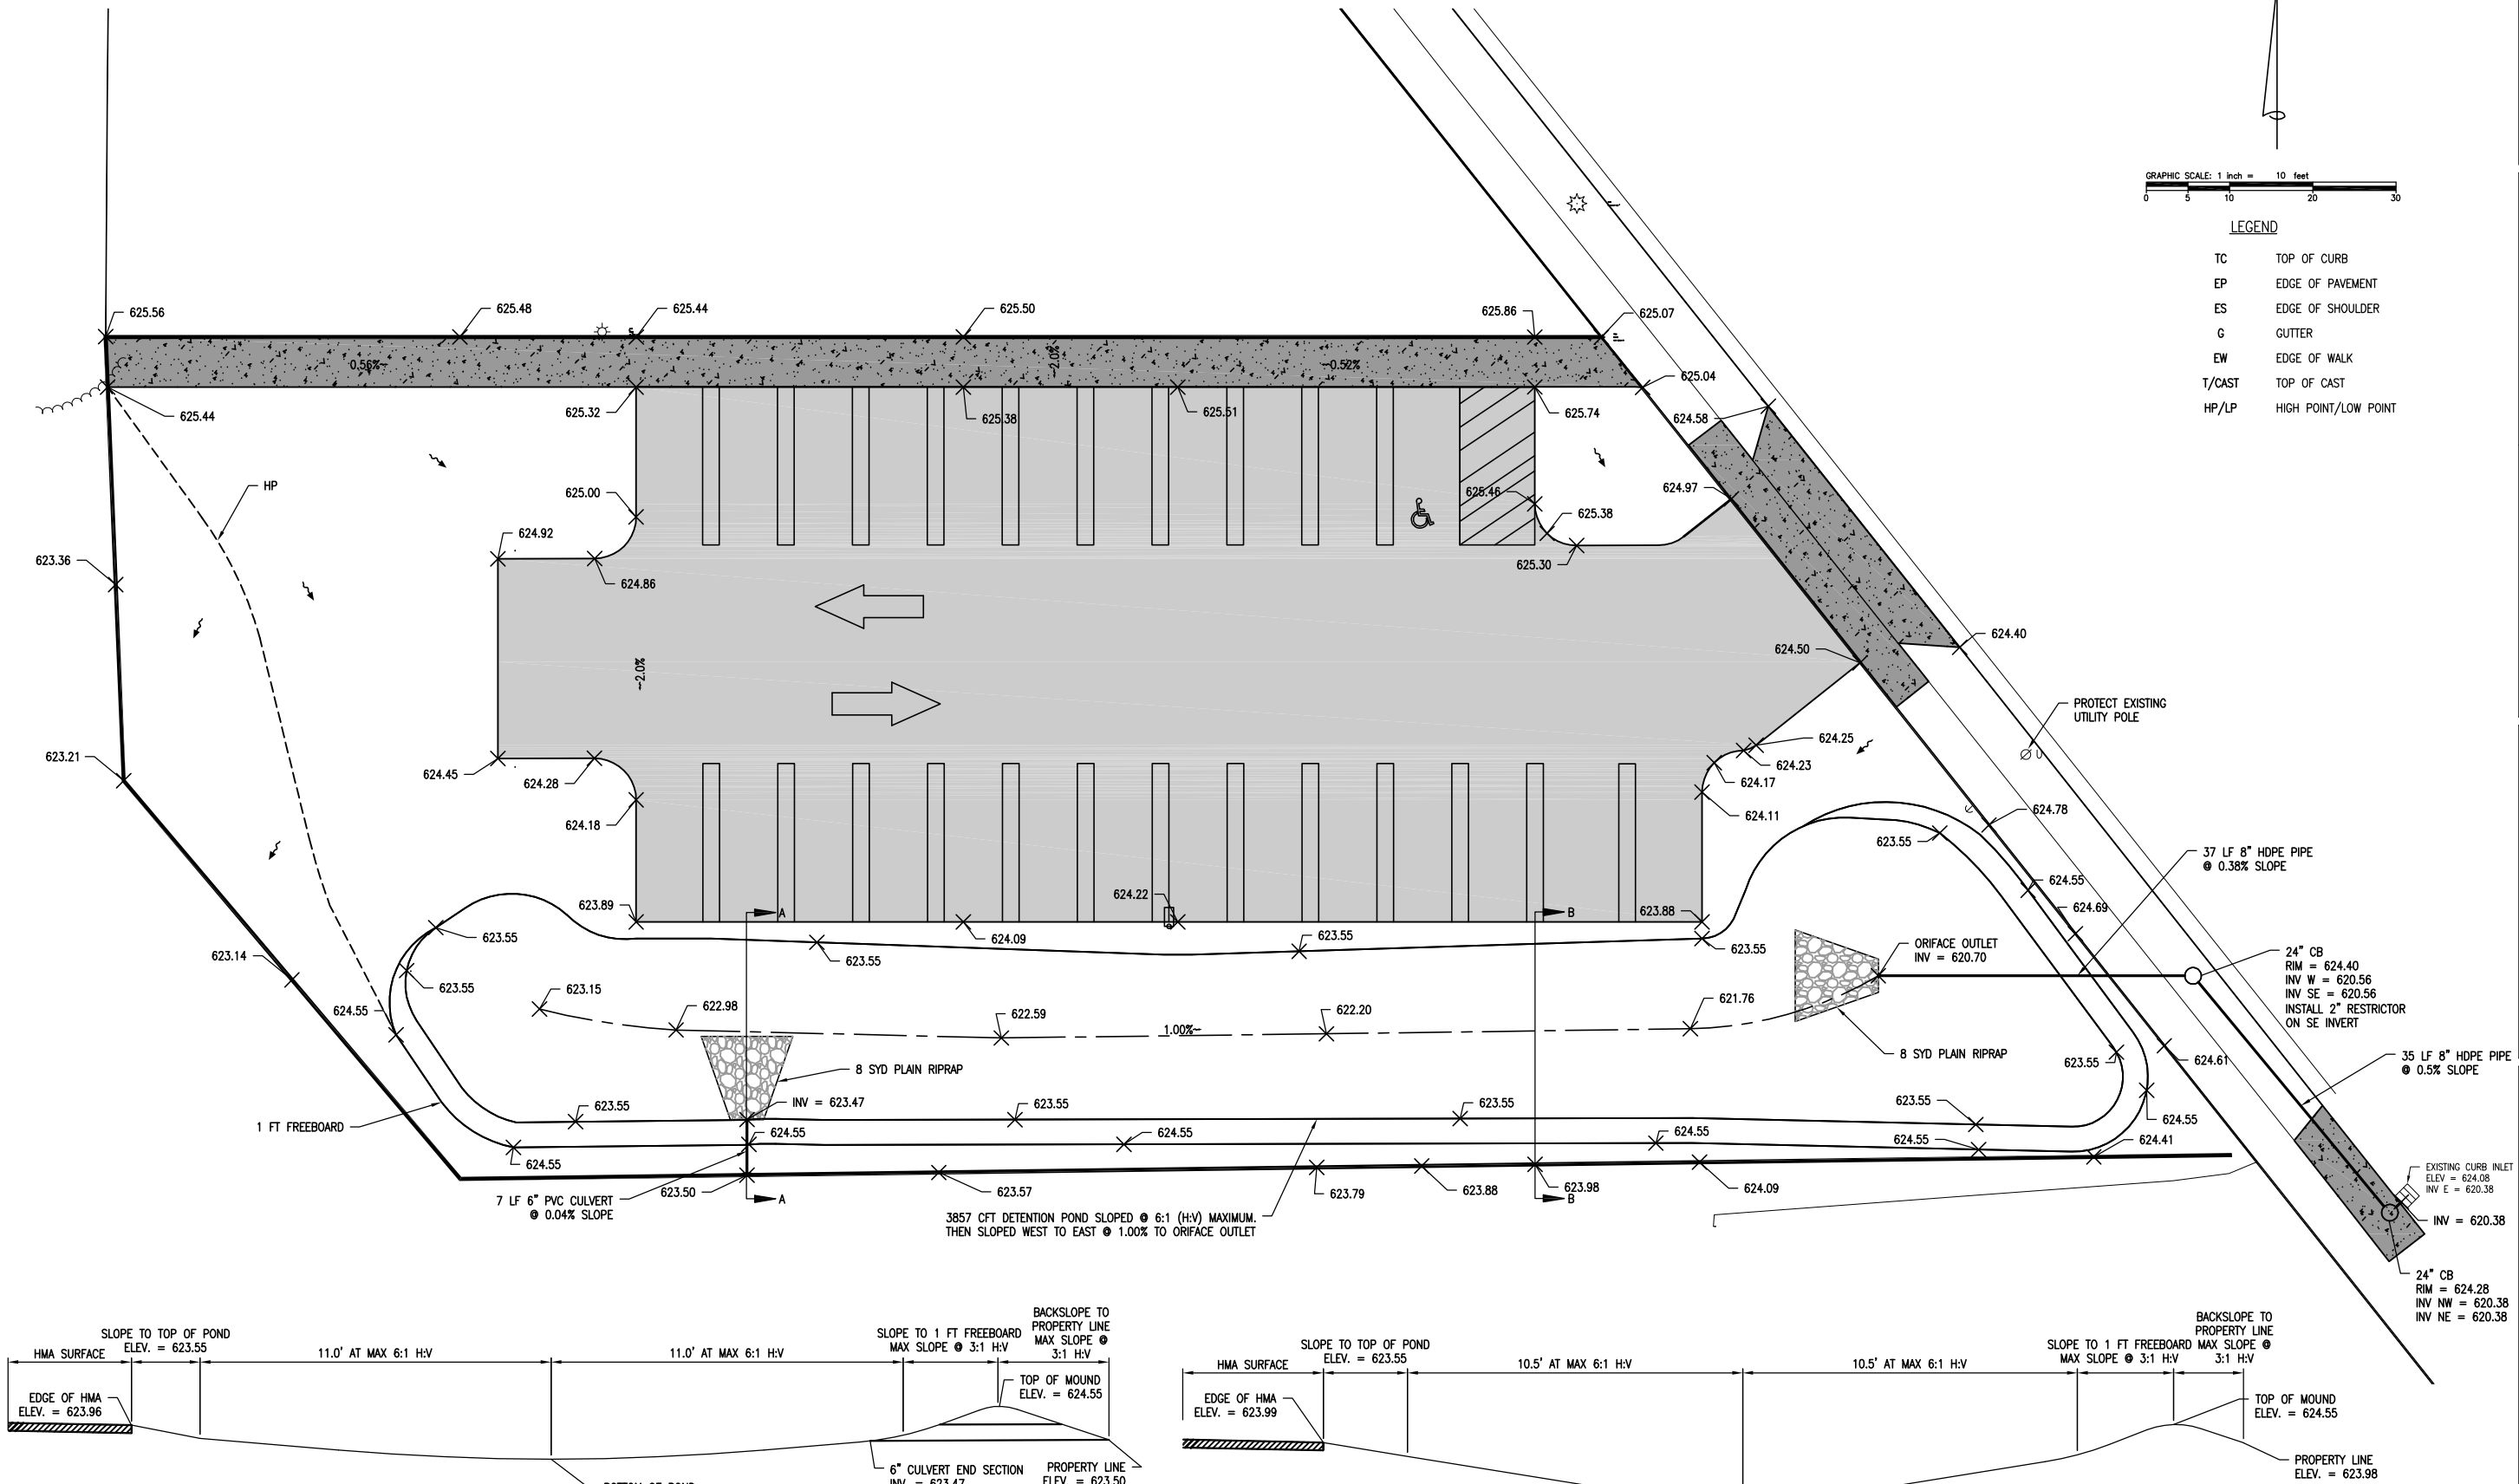 GRAPHIC SCALE: 1 inch = 10 feet
0 5 10 20 30
LEGEND
TC TOP OF CURB
EP EDGE OF PAVEMENT
ES EDGE OF SHOULDER
G GUTTER
EW EDGE OF WALK
T/CAST TOP OF CAST
HP/LP HIGH POINT/LOW POINT
625.56
625.48
625.44
625.50
625.86
625.07
0.56%
2.0%
0.52%
625.04
625.44
625.32
625.38
625.51
625.74
624.58
HP
625.00
625.46
624.97
625.38
624.92
625.30
623.36
624.86
624.40
624.50
2.0%
PROTECT EXISTING
UTILITY POLE
U
623.21
624.45
624.28
624.25
624.23
624.17
624.18
624.11
624.78
623.55
37 LF 8" HDPE PIPE
@ 0.38% SLOPE
624.55
624.22
623.89
A
B
623.88
624.69
623.55
624.09
623.55
623.55
623.55
ORIFACE OUTLET
INV = 620.70
623.14
623.55
24" CB
RIM = 624.40
INV W = 620.56
INV SE = 620.56
INSTALL 2" RESTRICTOR
ON SE INVERT
623.15
622.98
622.59
622.20
621.76
1.00%
624.55
8 SYD PLAIN RIPRAP
8 SYD PLAIN RIPRAP
623.55
624.61
35 LF 8" HDPE PIPE
@ 0.5% SLOPE
INV = 623.47
623.55
623.55
623.55
623.55
624.55
1 FT FREEBOARD
624.55
624.55
624.55
624.55
624.55
624.41
EXISTING CURB INLET
ELEV = 624.08
INV E = 620.38
7 LF 6" PVC CULVERT
@ 0.04% SLOPE
623.50
A
623.57
623.79
623.88
623.98
B
624.09
INV = 620.38
3857 CFT DETENTION POND SLOPED @ 6:1 (H:V) MAXIMUM.
THEN SLOPED WEST TO EAST @ 1.00% TO ORIFACE OUTLET
24" CB
RIM = 624.28
INV NW = 620.38
INV NE = 620.38
HMA SURFACE
SLOPE TO TOP OF POND
ELEV. = 623.55
11.0' AT MAX 6:1 H:V
11.0' AT MAX 6:1 H:V
SLOPE TO 1 FT FREEBOARD
MAX SLOPE @ 3:1 H:V
BACKSLOPE TO
PROPERTY LINE
MAX SLOPE @
3:1 H:V
EDGE OF HMA
ELEV. = 623.96
TOP OF MOUND
ELEV. = 624.55
6" CULVERT END SECTION
INV = 623.47
PROPERTY LINE
ELEV = 623.50
BOTTOM OF POND
HMA SURFACE
SLOPE TO TOP OF POND
ELEV. = 623.55
10.5' AT MAX 6:1 H:V
10.5' AT MAX 6:1 H:V
SLOPE TO 1 FT FREEBOARD
MAX SLOPE @ 3:1 H:V
BACKSLOPE TO
PROPERTY LINE
MAX SLOPE @
3:1 H:V
EDGE OF HMA
ELEV. = 623.99
TOP OF MOUND
ELEV. = 624.55
PROPERTY LINE
ELEV. = 623.98